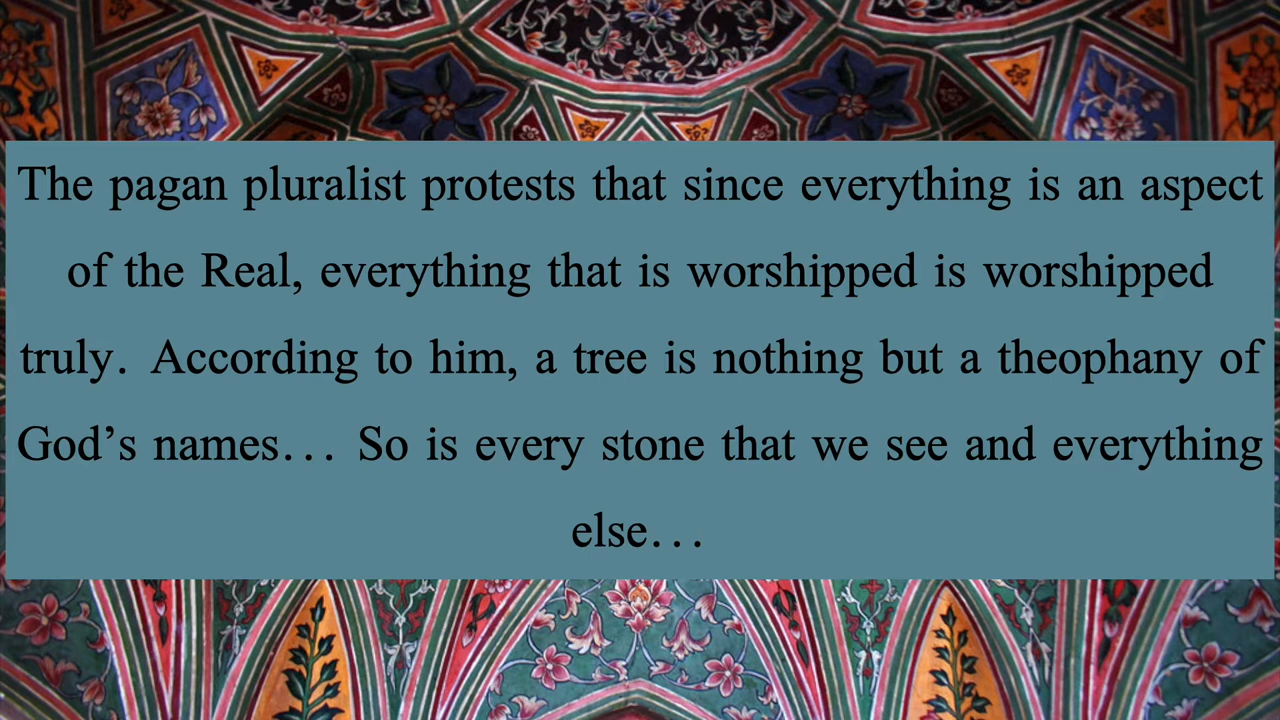 The pagan pluralist protests that since everything is an aspect
of the Real, everything that is worshipped is worshipped
truly. According to him, a tree is nothing but a theophany of
God’s names… So is every stone that we see and everything
else…